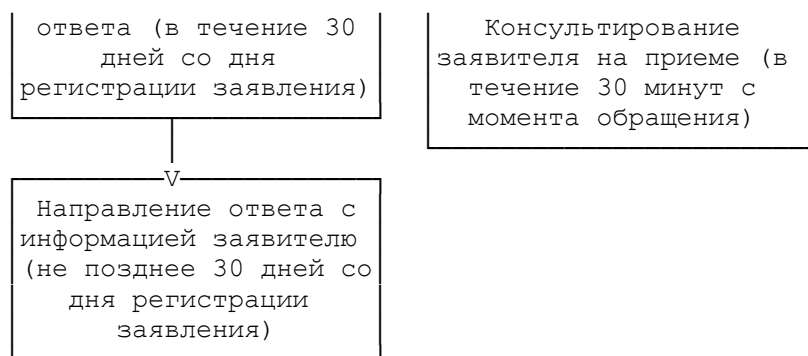 ответа (в течение 30
дней со дня
регистрации заявления)
Консультирование
заявителя на приеме (в
течение 30 минут с
момента обращения)
V
Направление ответа с
информацией заявителю
(не позднее 30 дней со
дня регистрации
заявления)